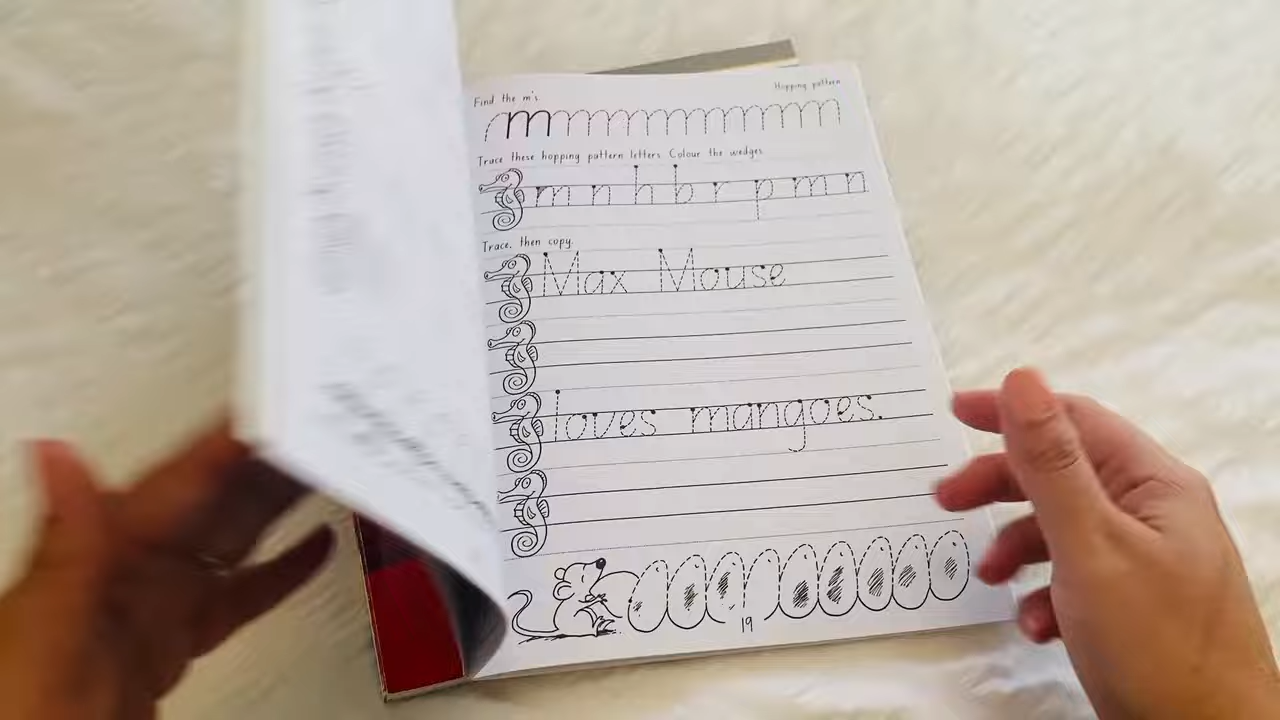 Hopping pattern
Find the m's.
m m m m m m m m
Trace these hopping pattern letters. Colour the wedges.
m n h b r p m n
Trace, then copy.
Max Mouse
loves mangoes.
19